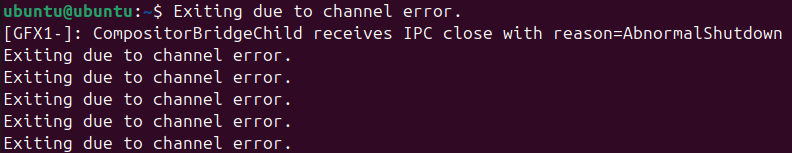 ubuntu@ubuntu:~$ Exiting due to channel error.
[GFX1-]: CompositorBridgeChild receives IPC close with reason=AbnormalShutdown
Exiting due to channel error.
Exiting due to channel error.
Exiting due to channel error.
Exiting due to channel error.
Exiting due to channel error.